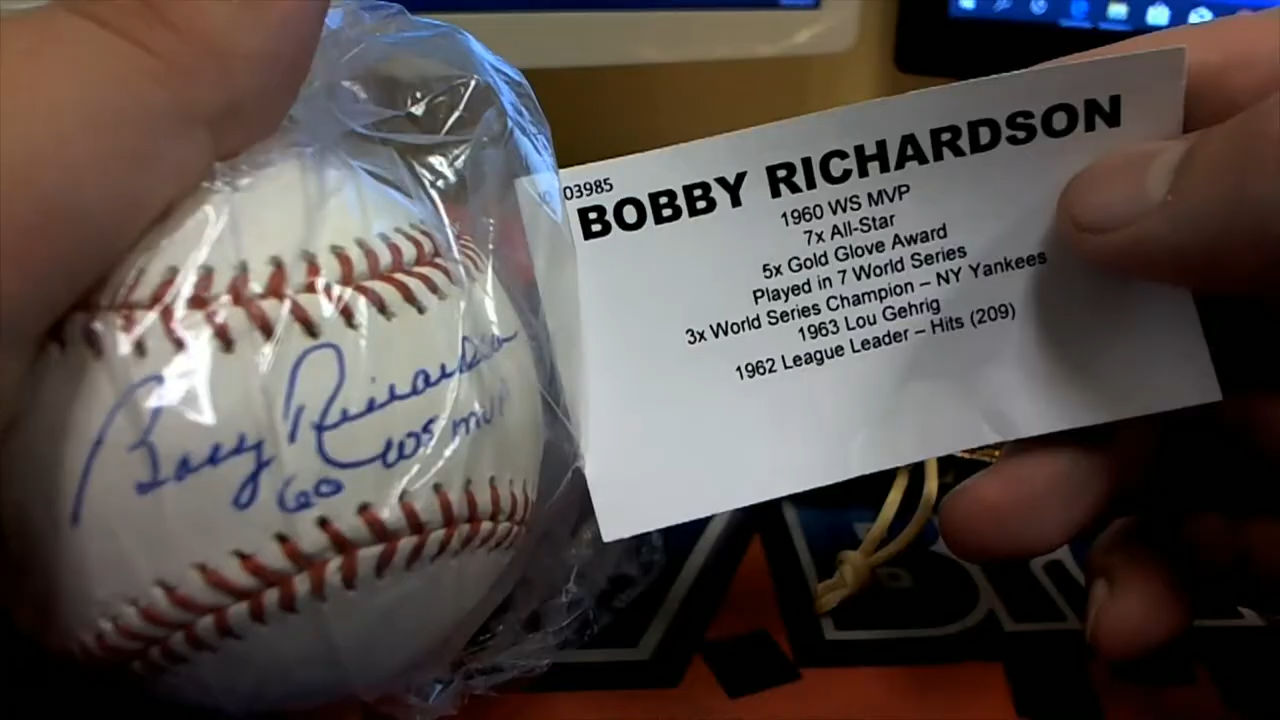 Bobby Richardson
60 WS MVP
03985
BOBBY RICHARDSON
1960 WS MVP
7x All-Star
5x Gold Glove Award
Played in 7 World Series
3x World Series Champion – NY Yankees
1963 Lou Gehrig
1962 League Leader – Hits (209)